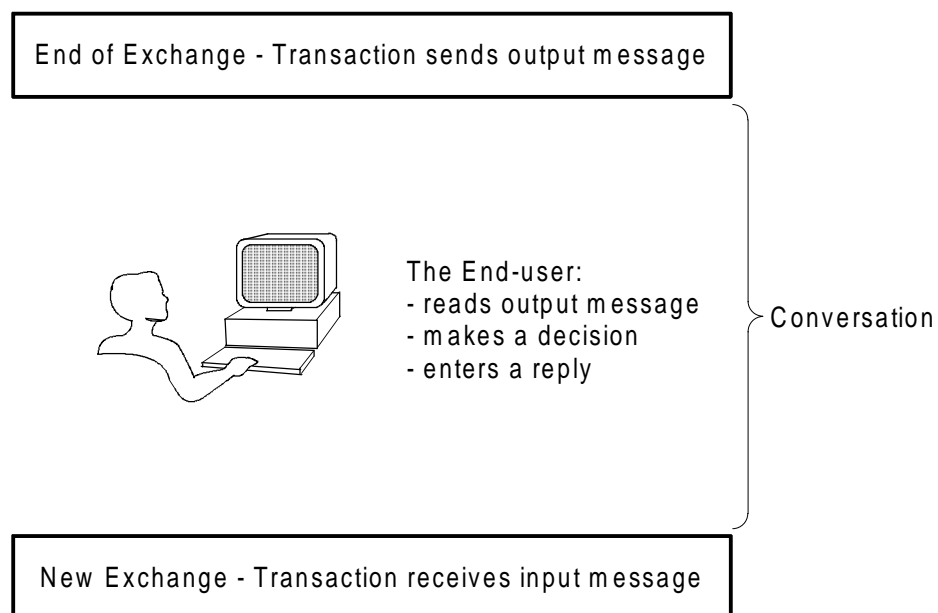 End of Exchange - Transaction sends output message
The End-user:
- reads output message
- makes a decision
- enters a reply
Conversation
New Exchange - Transaction receives input message